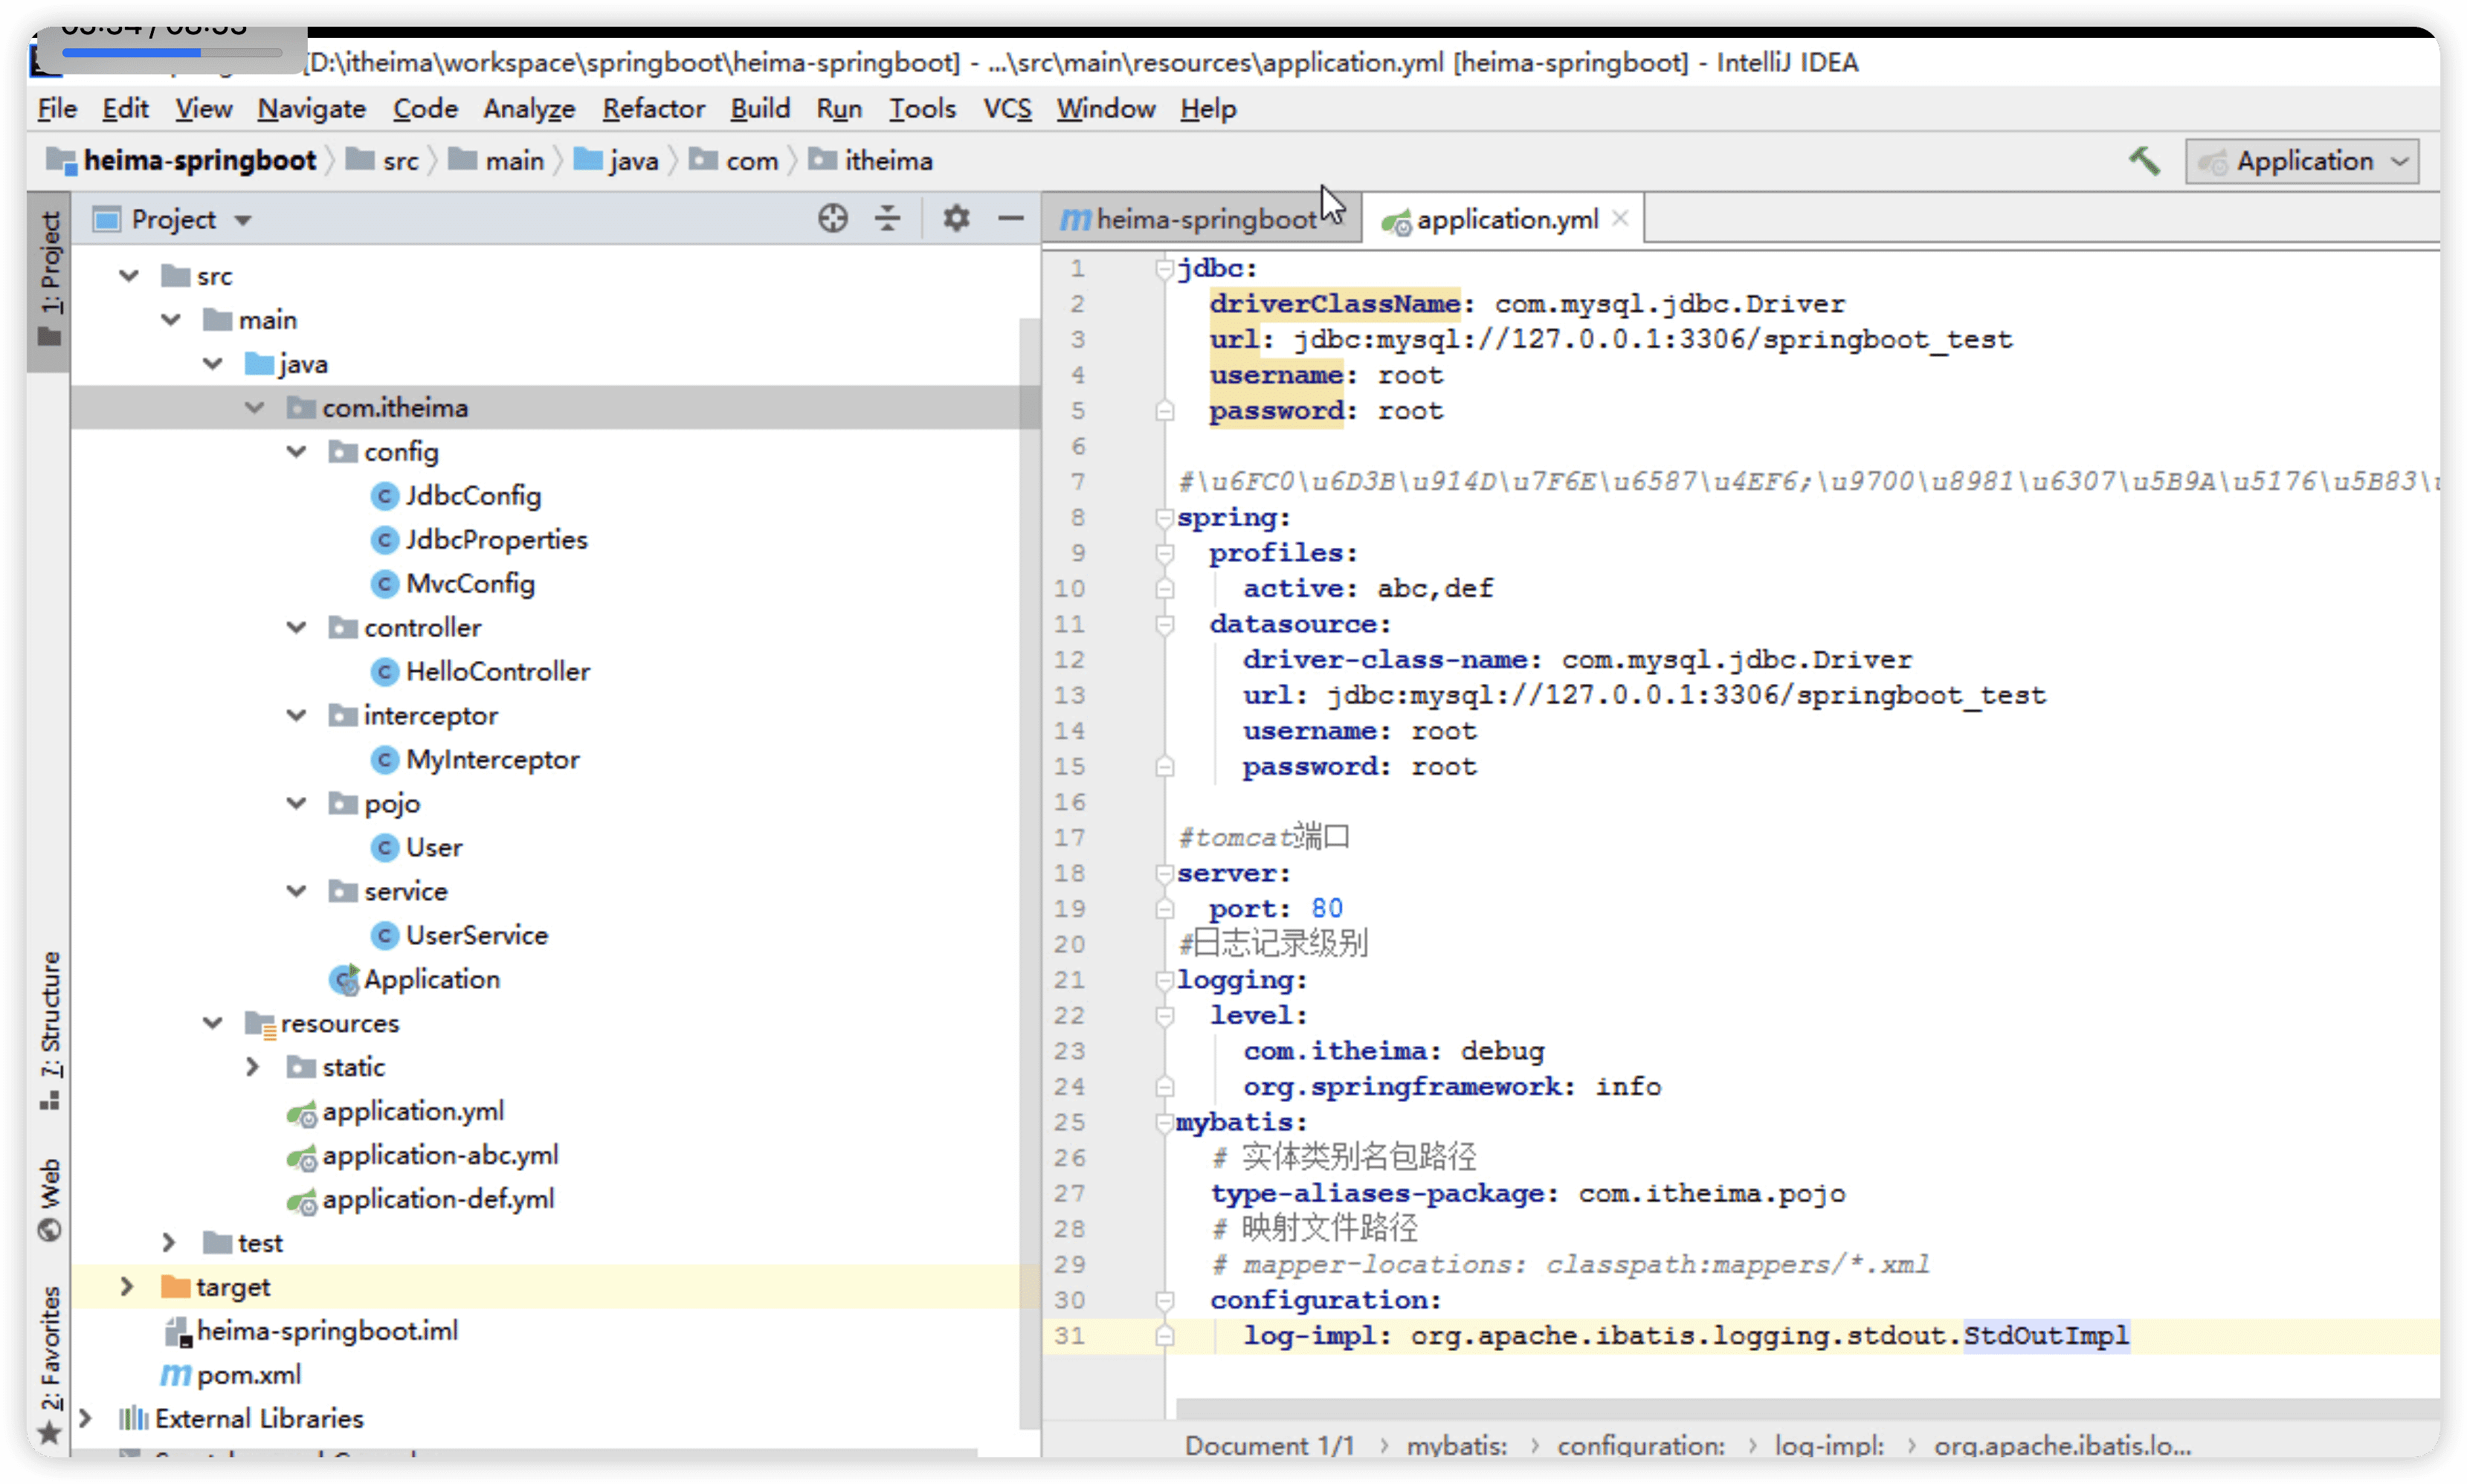 [D:\itheima\workspace\springboot\heima-springboot] - ...\src\main\resources\application.yml [heima-springboot] - IntelliJ IDEA
File Edit View Navigate Code Analyze Refactor Build Run Tools VCS Window Help
heima-springboot src main java com itheima Application
Project
heima-springboot application.yml
1: Project
7: Structure
Web
2: Favorites
src
main
java
com.itheima
config
JdbcConfig
JdbcProperties
MvcConfig
controller
HelloController
interceptor
MyInterceptor
pojo
User
service
UserService
Application
resources
static
application.yml
application-abc.yml
application-def.yml
test
target
heima-springboot.iml
pom.xml
External Libraries
1 jdbc:
2 driverClassName: com.mysql.jdbc.Driver
3 url: jdbc:mysql://127.0.0.1:3306/springboot_test
4 username: root
5 password: root
6
7 #\u6FC0\u6D3B\u914D\u7F6E\u6587\u4EF6;\u9700\u8981\u6307\u5B9A\u5176\u5B83\
8 spring:
9 profiles:
10 active: abc,def
11 datasource:
12 driver-class-name: com.mysql.jdbc.Driver
13 url: jdbc:mysql://127.0.0.1:3306/springboot_test
14 username: root
15 password: root
16
17 #tomcat端口
18 server:
19 port: 80
20 #日志记录级别
21 logging:
22 level:
23 com.itheima: debug
24 org.springframework: info
25 mybatis:
26 # 实体类别名包路径
27 type-aliases-package: com.itheima.pojo
28 # 映射文件路径
29 # mapper-locations: classpath:mappers/*.xml
30 configuration:
31 log-impl: org.apache.ibatis.logging.stdout.StdOutImpl
Document 1/1 › mybatis: › configuration: › log-impl: › org.apache.ibatis.lo...